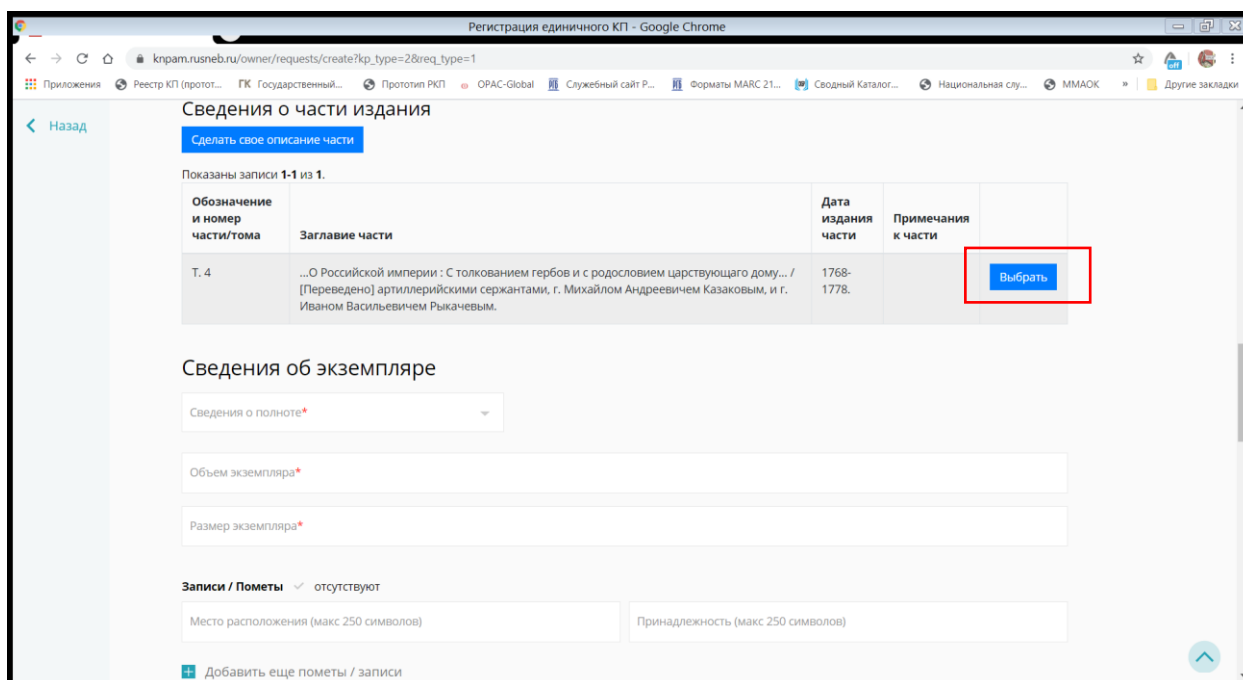 Регистрация единичного КП - Google Chrome
knpam.rusneb.ru/owner/requests/create?kp_type=2&req_type=1
off
Приложения Реестр КП (протот... ГК Государственный... Прототип РКП OPAC-Global Служебный сайт Р... Форматы MARC 21... Сводный Каталог... Национальная слу... ММАОК » Другие закладки
Назад
Сведения о части издания
Сделать свое описание части
Показаны записи 1-1 из 1.
Обозначение
и номер
части/тома
Заглавие части
Дата
издания
части
Примечания
к части
Т. 4
...О Российской империи : С толкованием гербов и с родословием царствующаго дому... /
[Переведено] артиллерийскими сержантами, г. Михайлом Андреевичем Казаковым, и г.
Иваном Васильевичем Рыкачевым.
1768-
1778.
Выбрать
Сведения об экземпляре
Сведения о полноте*
Объем экземпляра*
Размер экземпляра*
Записи / Пометы отсутствуют
Место расположения (макс 250 символов)
Принадлежность (макс 250 символов)
Добавить еще пометы / записи